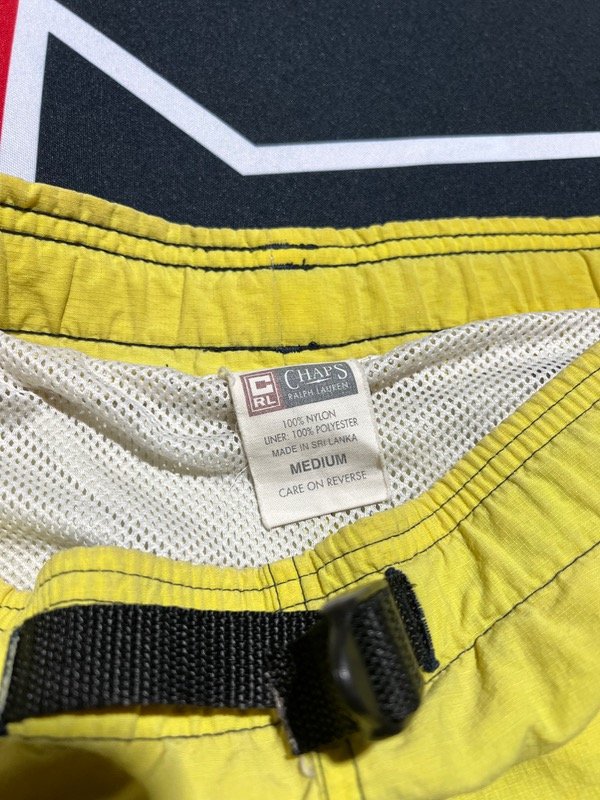 C RL CHAPS
RALPH LAUREN
100% NYLON
LINER: 100% POLYESTER
MADE IN SRI LANKA
MEDIUM
CARE ON REVERSE